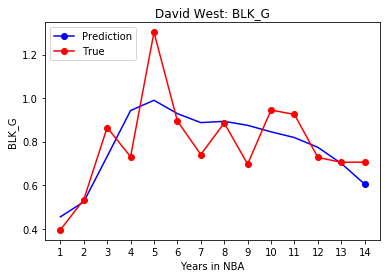 David West: BLK_G
Prediction
True
BLK_G
1.2
1.0
0.8
0.6
0.4
1 2 3 4 5 6 7 8 9 10 11 12 13 14
Years in NBA